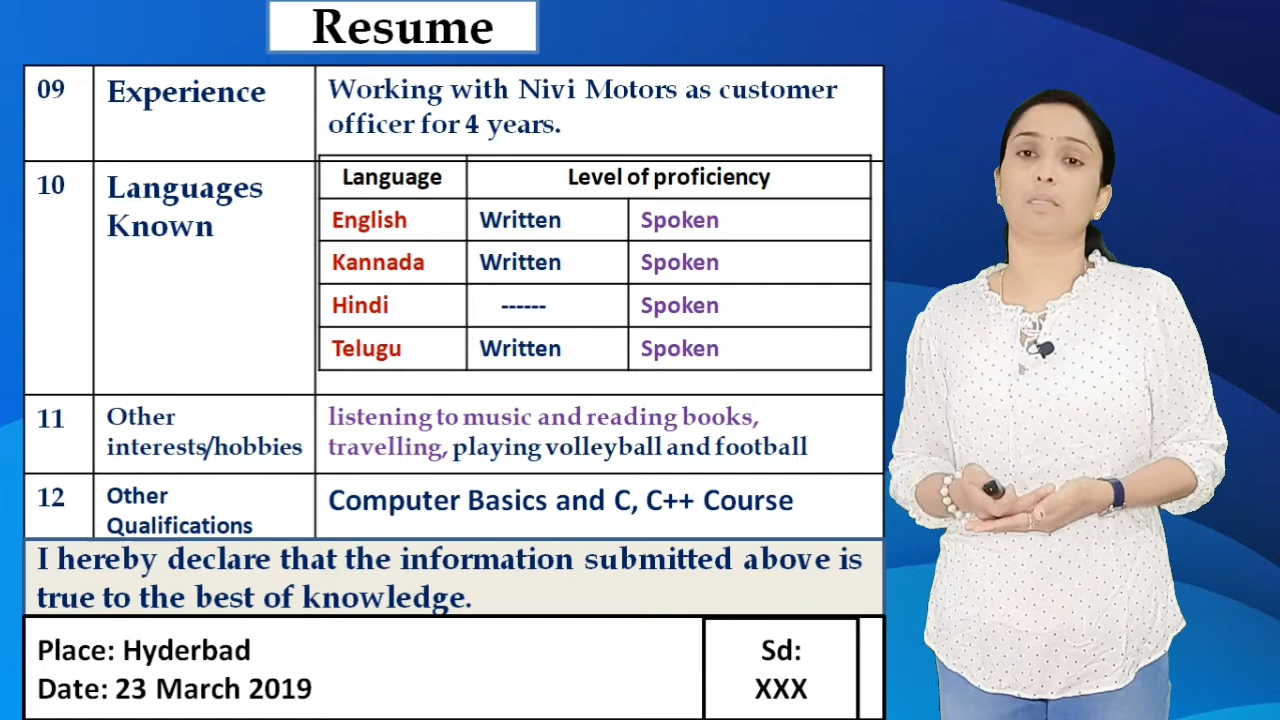 Resume
09 Experience Working with Nivi Motors as customer
officer for 4 years.
10 Languages Known
Language Level of proficiency
English Written Spoken
Kannada Written Spoken
Hindi ------ Spoken
Telugu Written Spoken
11 Other listening to music and reading books,
interests/hobbies travelling, playing volleyball and football
12 Other Computer Basics and C, C++ Course
Qualifications
I hereby declare that the information submitted above is
true to the best of knowledge.
Place: Hyderbad Sd:
Date: 23 March 2019 XXX